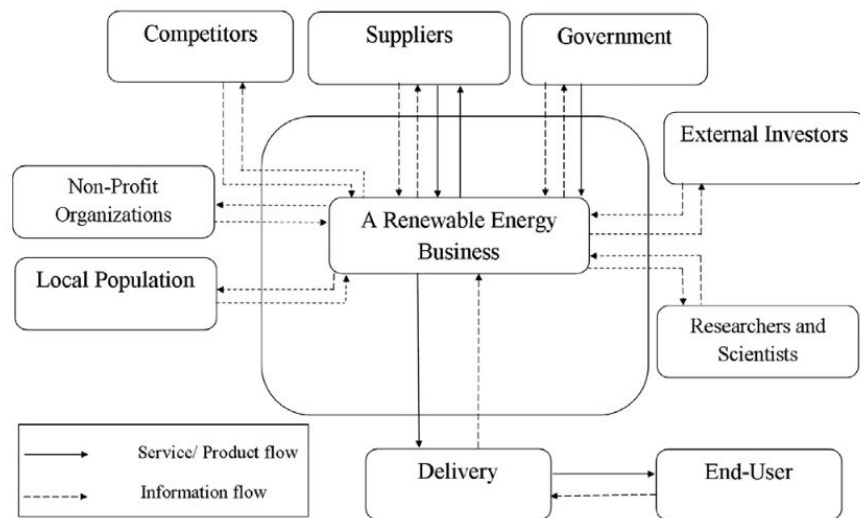 Competitors
Suppliers
Government
External Investors
Non-Profit
Organizations
A Renewable Energy
Business
Local Population
Researchers and
Scientists
Service/ Product flow
Information flow
Delivery
End-User